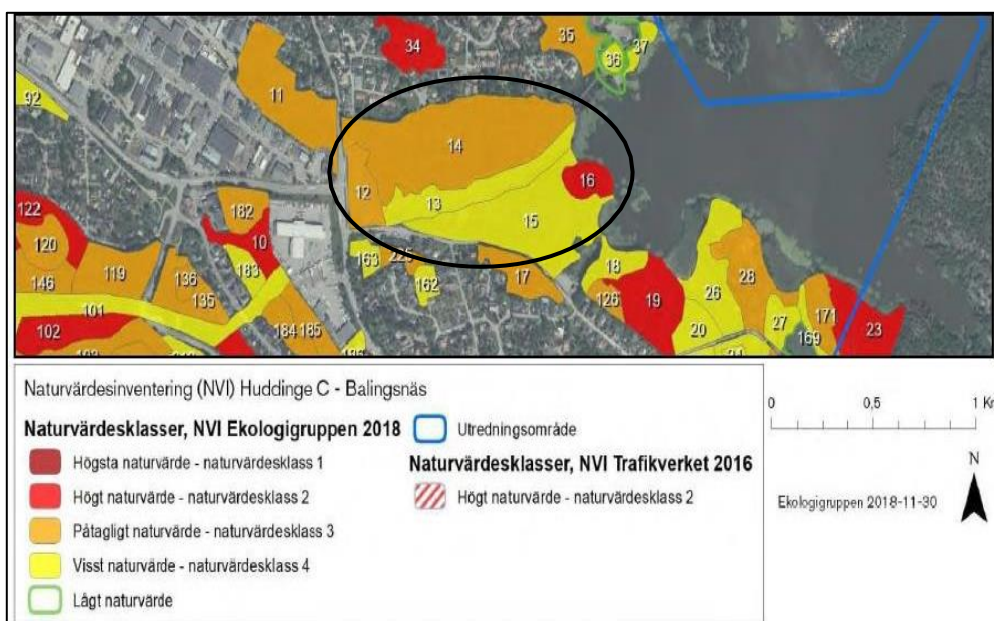 34
35
36
37
11
92
14
12
13
16
15
122
182
120
10
163
225
162
17
18
146
119
136
183
135
126
19
26
28
20
27
171
169
23
101
102
184
185
Naturvärdesinventering (NVI) Huddinge C - Balingsnäs
Naturvärdesklasser, NVI Ekologigruppen 2018
Högsta naturvärde - naturvärdesklass 1
Högt naturvärde - naturvärdesklass 2
Påtagligt naturvärde - naturvärdesklass 3
Visst naturvärde - naturvärdesklass 4
Lågt naturvärde
Utredningsområde
Naturvärdesklasser, NVI Trafikverket 2016
Högt naturvärde - naturvärdesklass 2
0 0,5 1 Kr
N
Ekologigruppen 2018-11-30